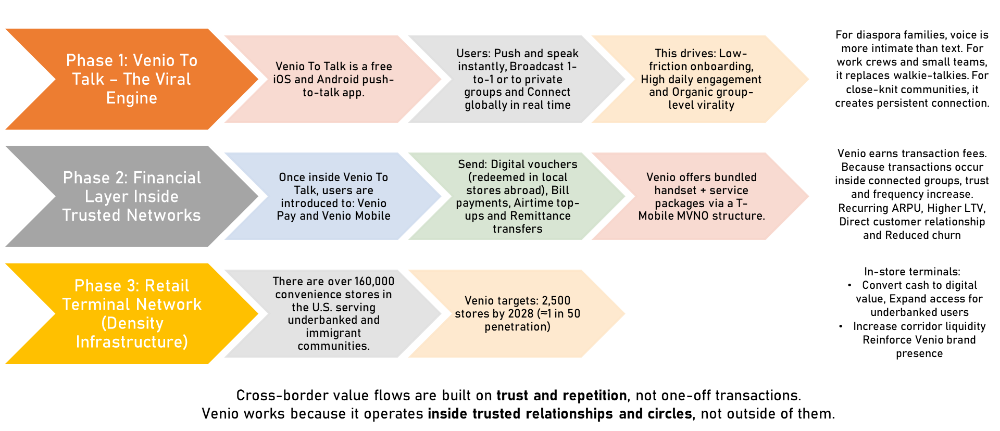 Phase 1: Venio To
Talk – The Viral
Engine
Venio To Talk is a free
iOS and Android push-
to-talk app.
Users: Push and speak
instantly, Broadcast 1-
to-1 or to private
groups and Connect
globally in real time
This drives: Low-
friction onboarding,
High daily engagement
and Organic group-
level virality
For diaspora families, voice is
more intimate than text. For
work crews and small teams,
it replaces walkie-talkies. For
close-knit communities, it
creates persistent connection.
Phase 2: Financial
Layer Inside
Trusted Networks
Once inside Venio To
Talk, users are
introduced to: Venio
Pay and Venio Mobile
Send: Digital vouchers
(redeemed in local
stores abroad), Bill
payments, Airtime top-
ups and Remittance
transfers
Venio offers bundled
handset + service
packages via a T-
Mobile MVNO structure.
Venio earns transaction fees.
Because transactions occur
inside connected groups, trust
and frequency increase.
Recurring ARPU, Higher LTV,
Direct customer relationship
and Reduced churn
Phase 3: Retail
Terminal Network
(Density
Infrastructure)
There are over 160,000
convenience stores in
the U.S. serving
underbanked and
immigrant
communities.
Venio targets: 2,500
stores by 2028 (≈1 in 50
penetration)
In-store terminals:
• Convert cash to digital
value, Expand access for
underbanked users
• Increase corridor liquidity
Reinforce Venio brand
presence
Cross-border value flows are built on trust and repetition, not one-off transactions.
Venio works because it operates inside trusted relationships and circles, not outside of them.